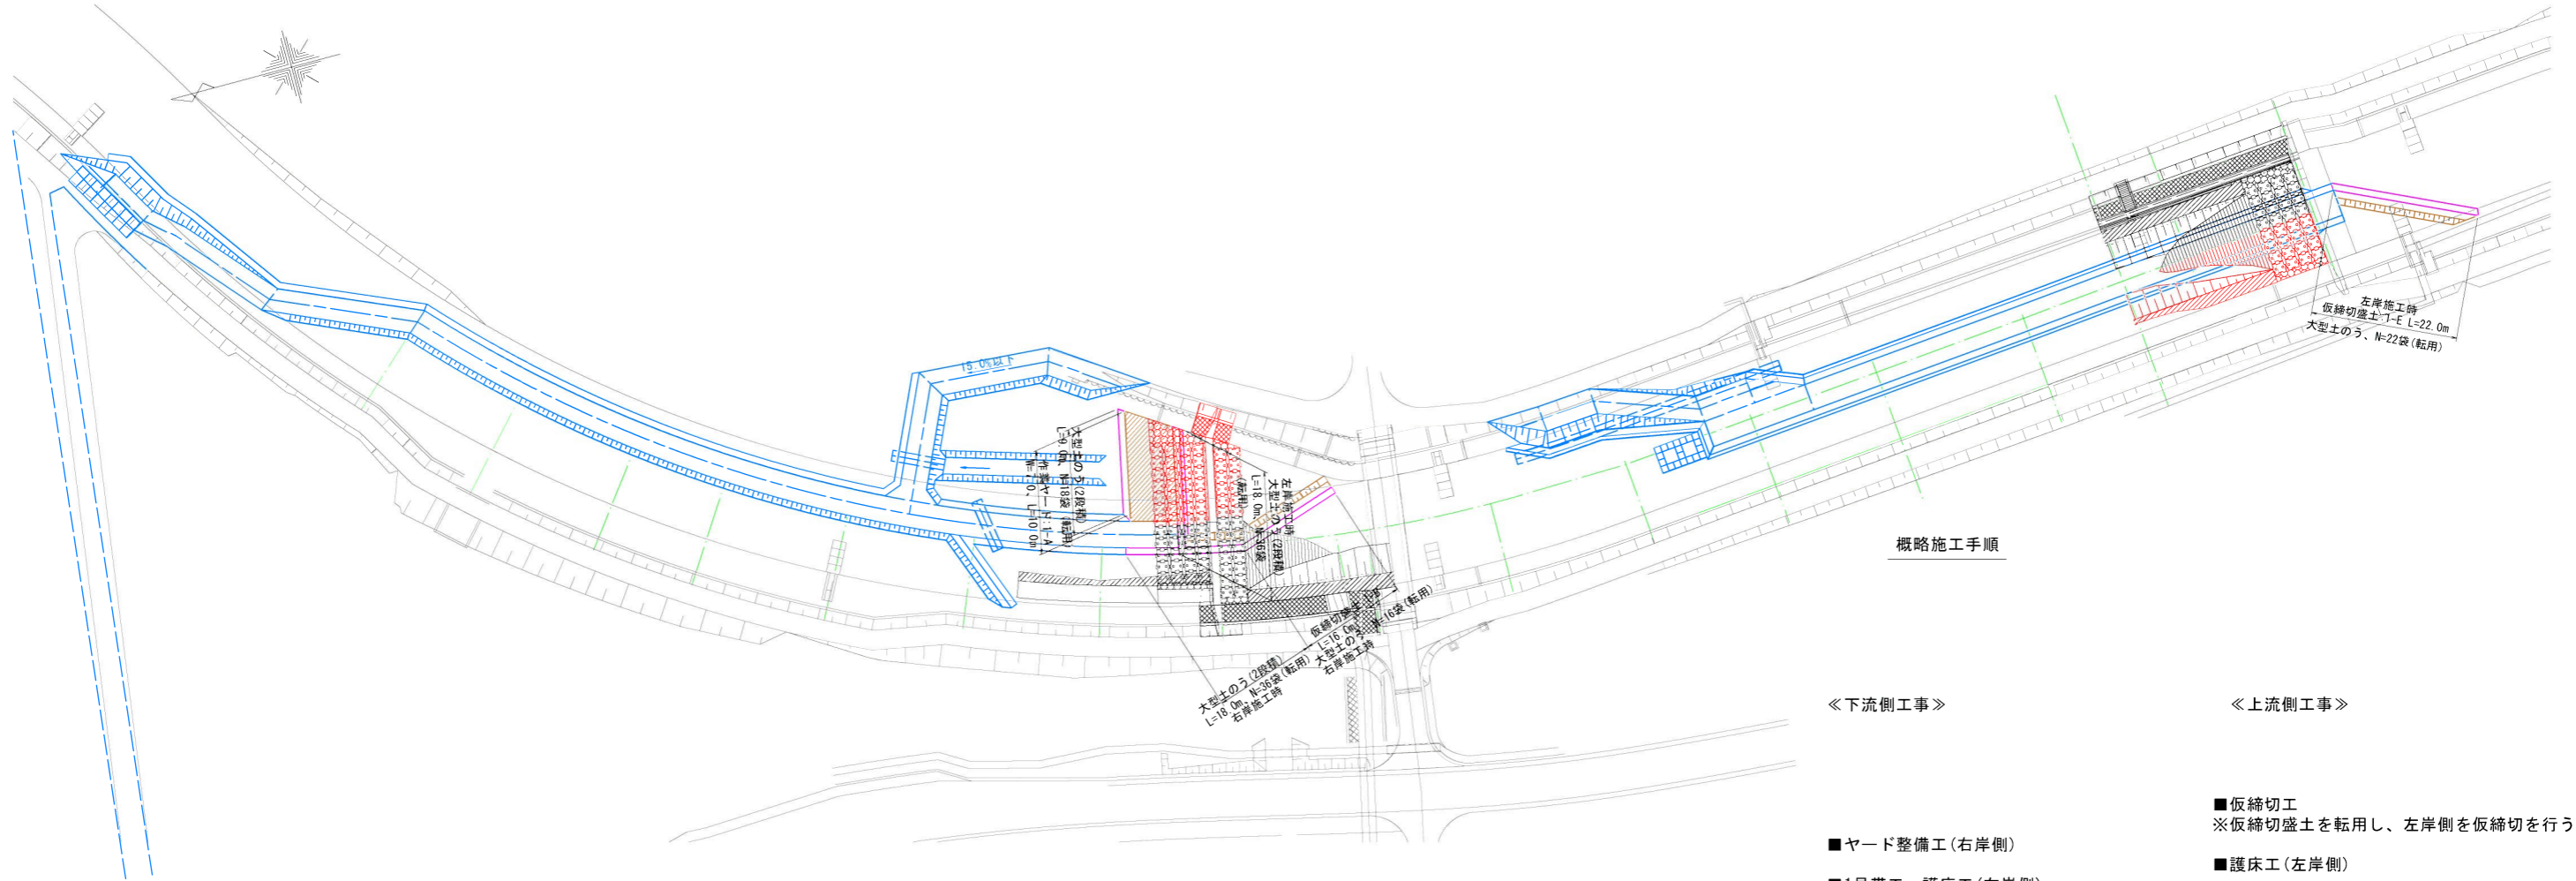 15.0%以下
大型土のう(2段積)
L=9.0m、N=18袋（転用）
作業ヤード:1-A
L=10.0m
左岸施工時
大型土のう(2段積)
L=18.0m、N=36袋
(転用)
仮締切盛土
L=16.0m
大型土のう、N=16袋(転用)
右岸施工時
大型土のう(2段積)
L=18.0m、N=36袋(転用)
右岸施工時
左岸施工時
仮締切盛土:1-E L=22.0m
大型土のう、N=22袋(転用)
概略施工手順
≪下流側工事≫
≪上流側工事≫
■仮締切工
※仮締切盛土を転用し、左岸側を仮締切を行う
■ヤード整備工(右岸側)
■護床工(左岸側)